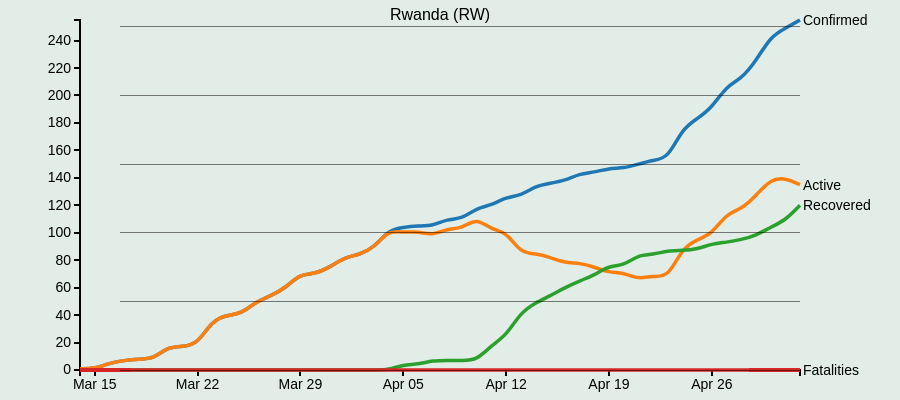 Rwanda (RW)
Confirmed
240
220
200
180
160
140
Active
120
Recovered
100
80
60
40
20
0
Fatalities
Mar 15 Mar 22 Mar 29 Apr 05 Apr 12 Apr 19 Apr 26